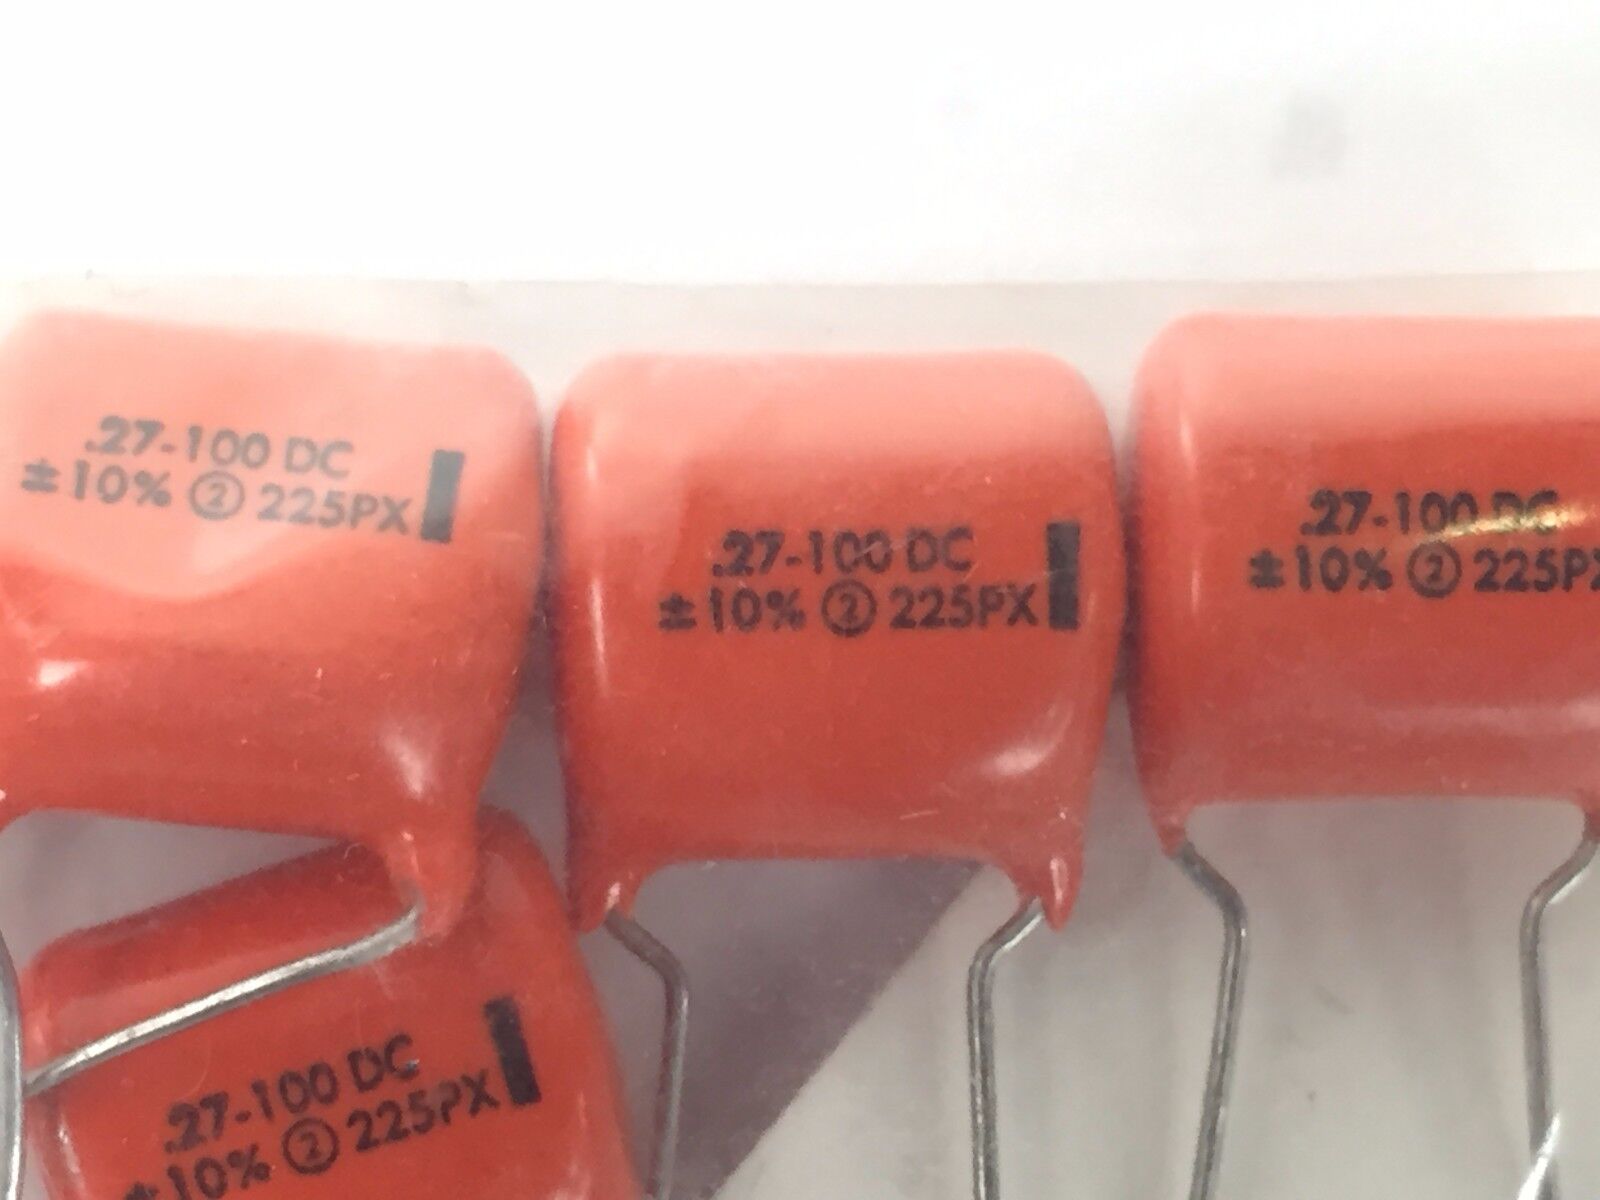 .27-100 DC
±10% ② 225PX
.27-100 DC
±10% ② 225PX
.27-100 DC
±10% ② 225P
.27-100 DC
±10% ② 225PX